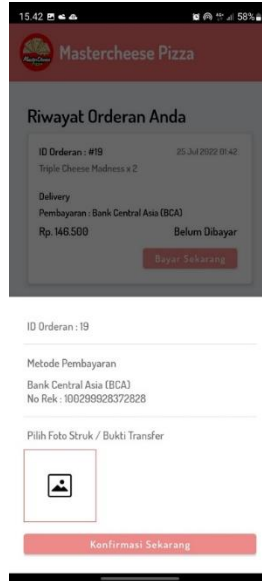 15.42
58%
Mastercheese Pizza
Riwayat Orderan Anda
ID Orderan : #19
25 Jul 2022 01:42
Triple Cheese Madness x 2
Delivery
Pembayaran : Bank Central Asia (BCA)
Rp. 146.500
Belum Dibayar
Bayar Sekarang
ID Orderan : 19
Metode Pembayaran
Bank Central Asia (BCA)
No Rek : 100299928372828
Pilih Foto Struk / Bukti Transfer
Konfirmasi Sekarang